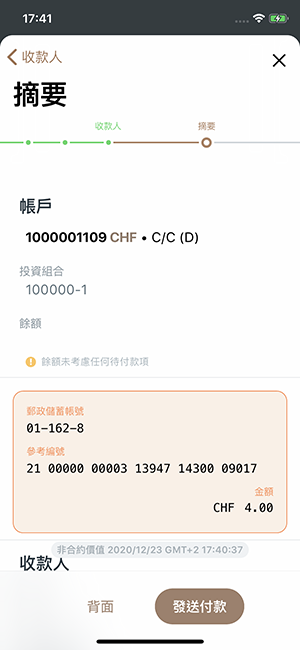 17:41
收款人
摘要
收款人
摘要
帳戶
1000001109 CHF • C/C (D)
投資組合
100000-1
餘額
餘額未考慮任何待付款項
郵政儲蓄帳號
01-162-8
參考編號
21 00000 00003 13947 14300 09017
金額
CHF 4.00
非合約價值 2020/12/23 GMT+2 17:40:37
收款人
背面
發送付款